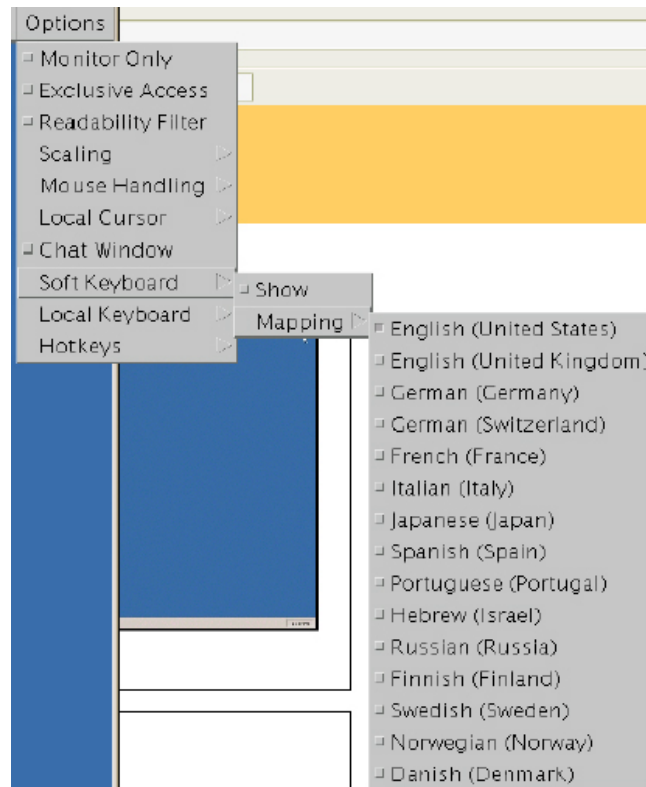 Options
Monitor Only
Exclusive Access
Readability Filter
Scaling
Mouse Handling
Local Cursor
Chat Window
Soft Keyboard
Local Keyboard
Hotkeys
Show
Mapping
English (United States)
English (United Kingdom)
German (Germany)
German (Switzerland)
French (France)
Italian (Italy)
Japanese (Japan)
Spanish (Spain)
Portuguese (Portugal)
Hebrew (Israel)
Russian (Russia)
Finnish (Finland)
Swedish (Sweden)
Norwegian (Norway)
Danish (Denmark)